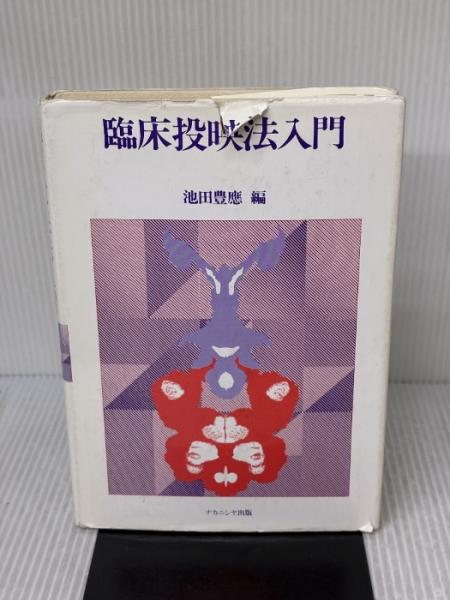 臨床投映法入門
池田豊應 編
ナカニシヤ出版